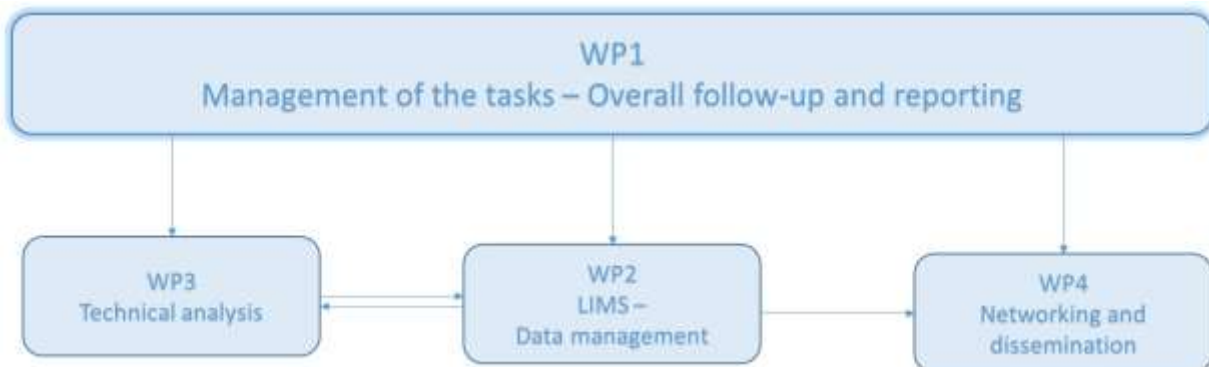 WP1
Management of the tasks – Overall follow-up and reporting
WP3
Technical analysis
WP2
LIMS –
Data management
WP4
Networking and
dissemination